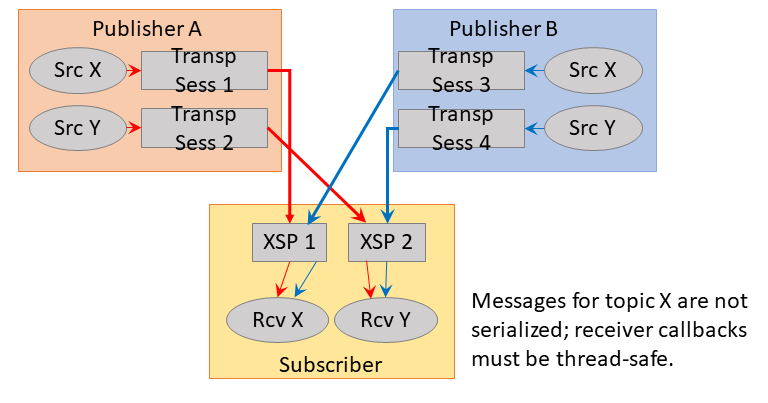 Publisher A
Publisher B
Src X
Transp
Sess 1
Transp
Sess 3
Src X
Src Y
Transp
Sess 2
Transp
Sess 4
Src Y
XSP 1
XSP 2
Rcv X
Rcv Y
Subscriber
Messages for topic X are not
serialized; receiver callbacks
must be thread-safe.